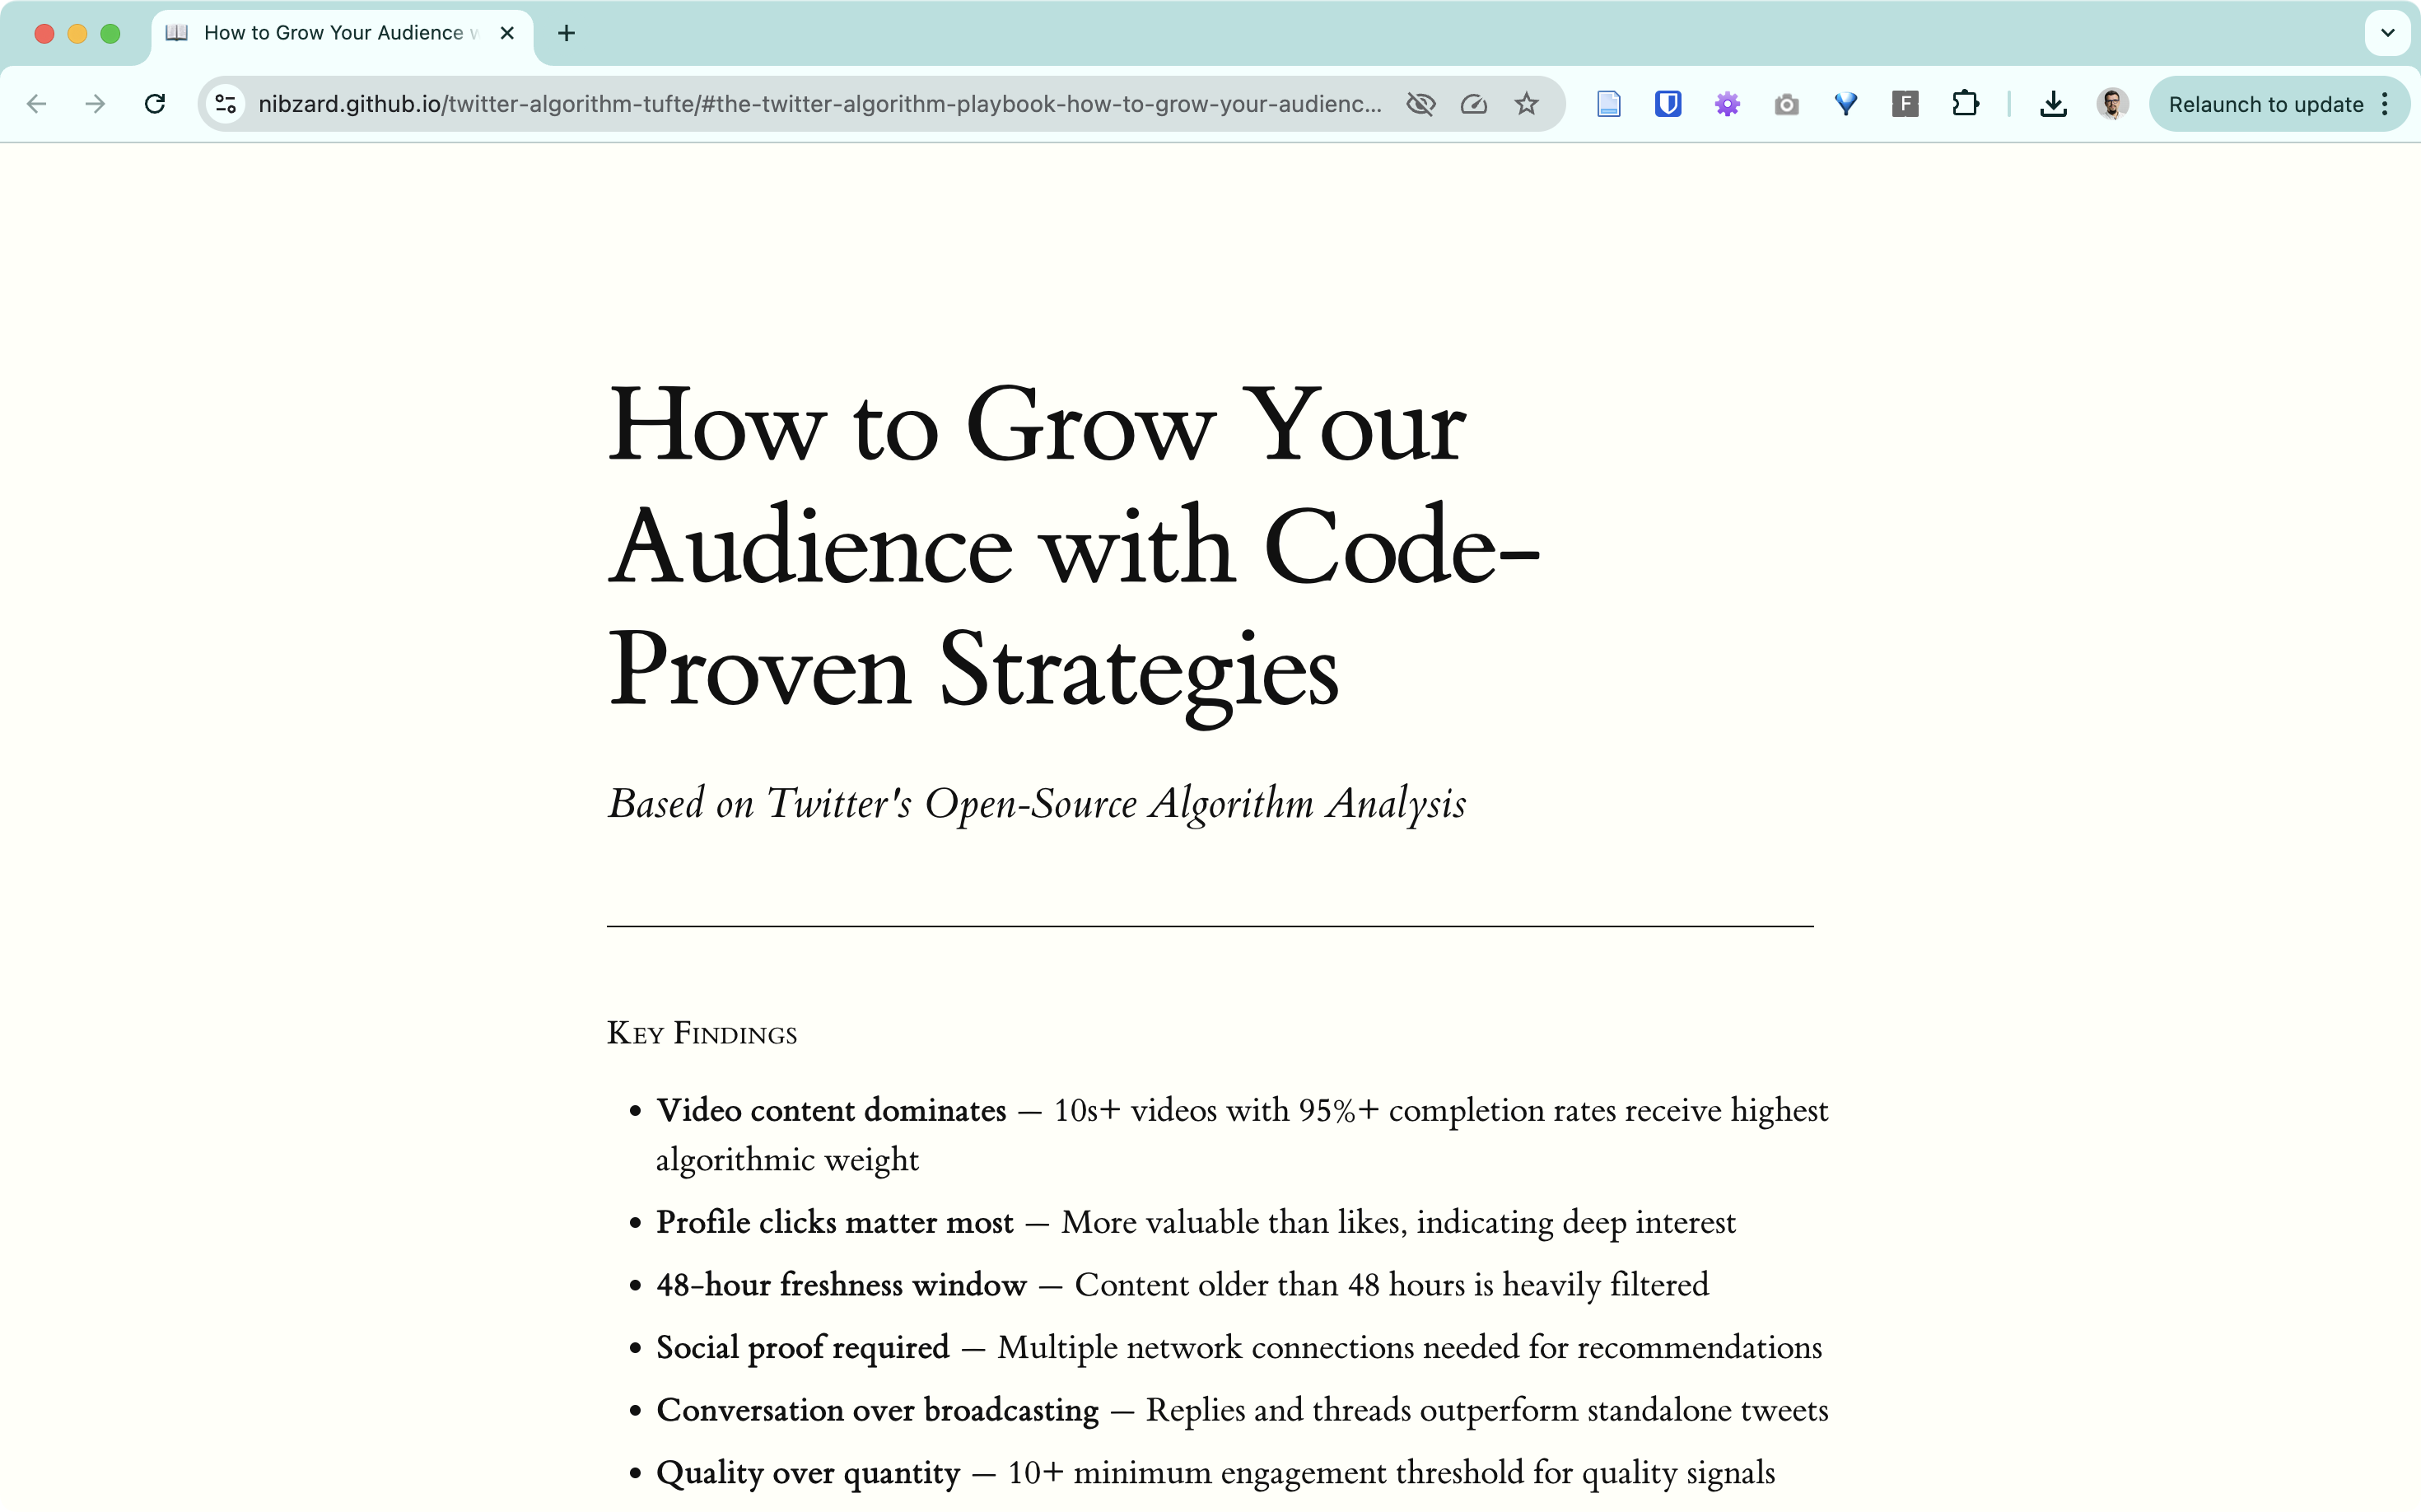 How to Grow Your Audience w
nibzard.github.io/twitter-algorithm-tufte/#the-twitter-algorithm-playbook-how-to-grow-your-audienc...
F
Relaunch to update
How to Grow Your
Audience with Code-
Proven Strategies
Based on Twitter's Open-Source Algorithm Analysis
Key Findings
• Video content dominates — 10s+ videos with 95%+ completion rates receive highest
algorithmic weight
• Profile clicks matter most — More valuable than likes, indicating deep interest
• 48-hour freshness window — Content older than 48 hours is heavily filtered
• Social proof required — Multiple network connections needed for recommendations
• Conversation over broadcasting — Replies and threads outperform standalone tweets
• Quality over quantity — 10+ minimum engagement threshold for quality signals